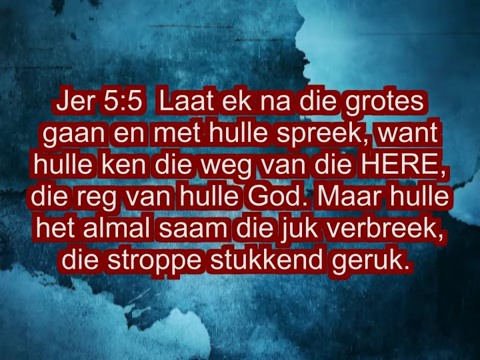 Jer 5:5  Laat ek na die grotes
gaan en met hulle spreek, want
hulle ken die weg van die HERE,
die reg van hulle God. Maar hulle
het almal saam die juk verbreek,
die stroppe stukkend geruk.